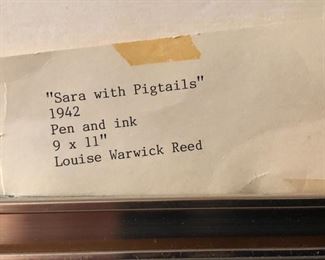 "Sara with Pigtails"
1942
Pen and ink
9 x 11"
Louise Warwick Reed